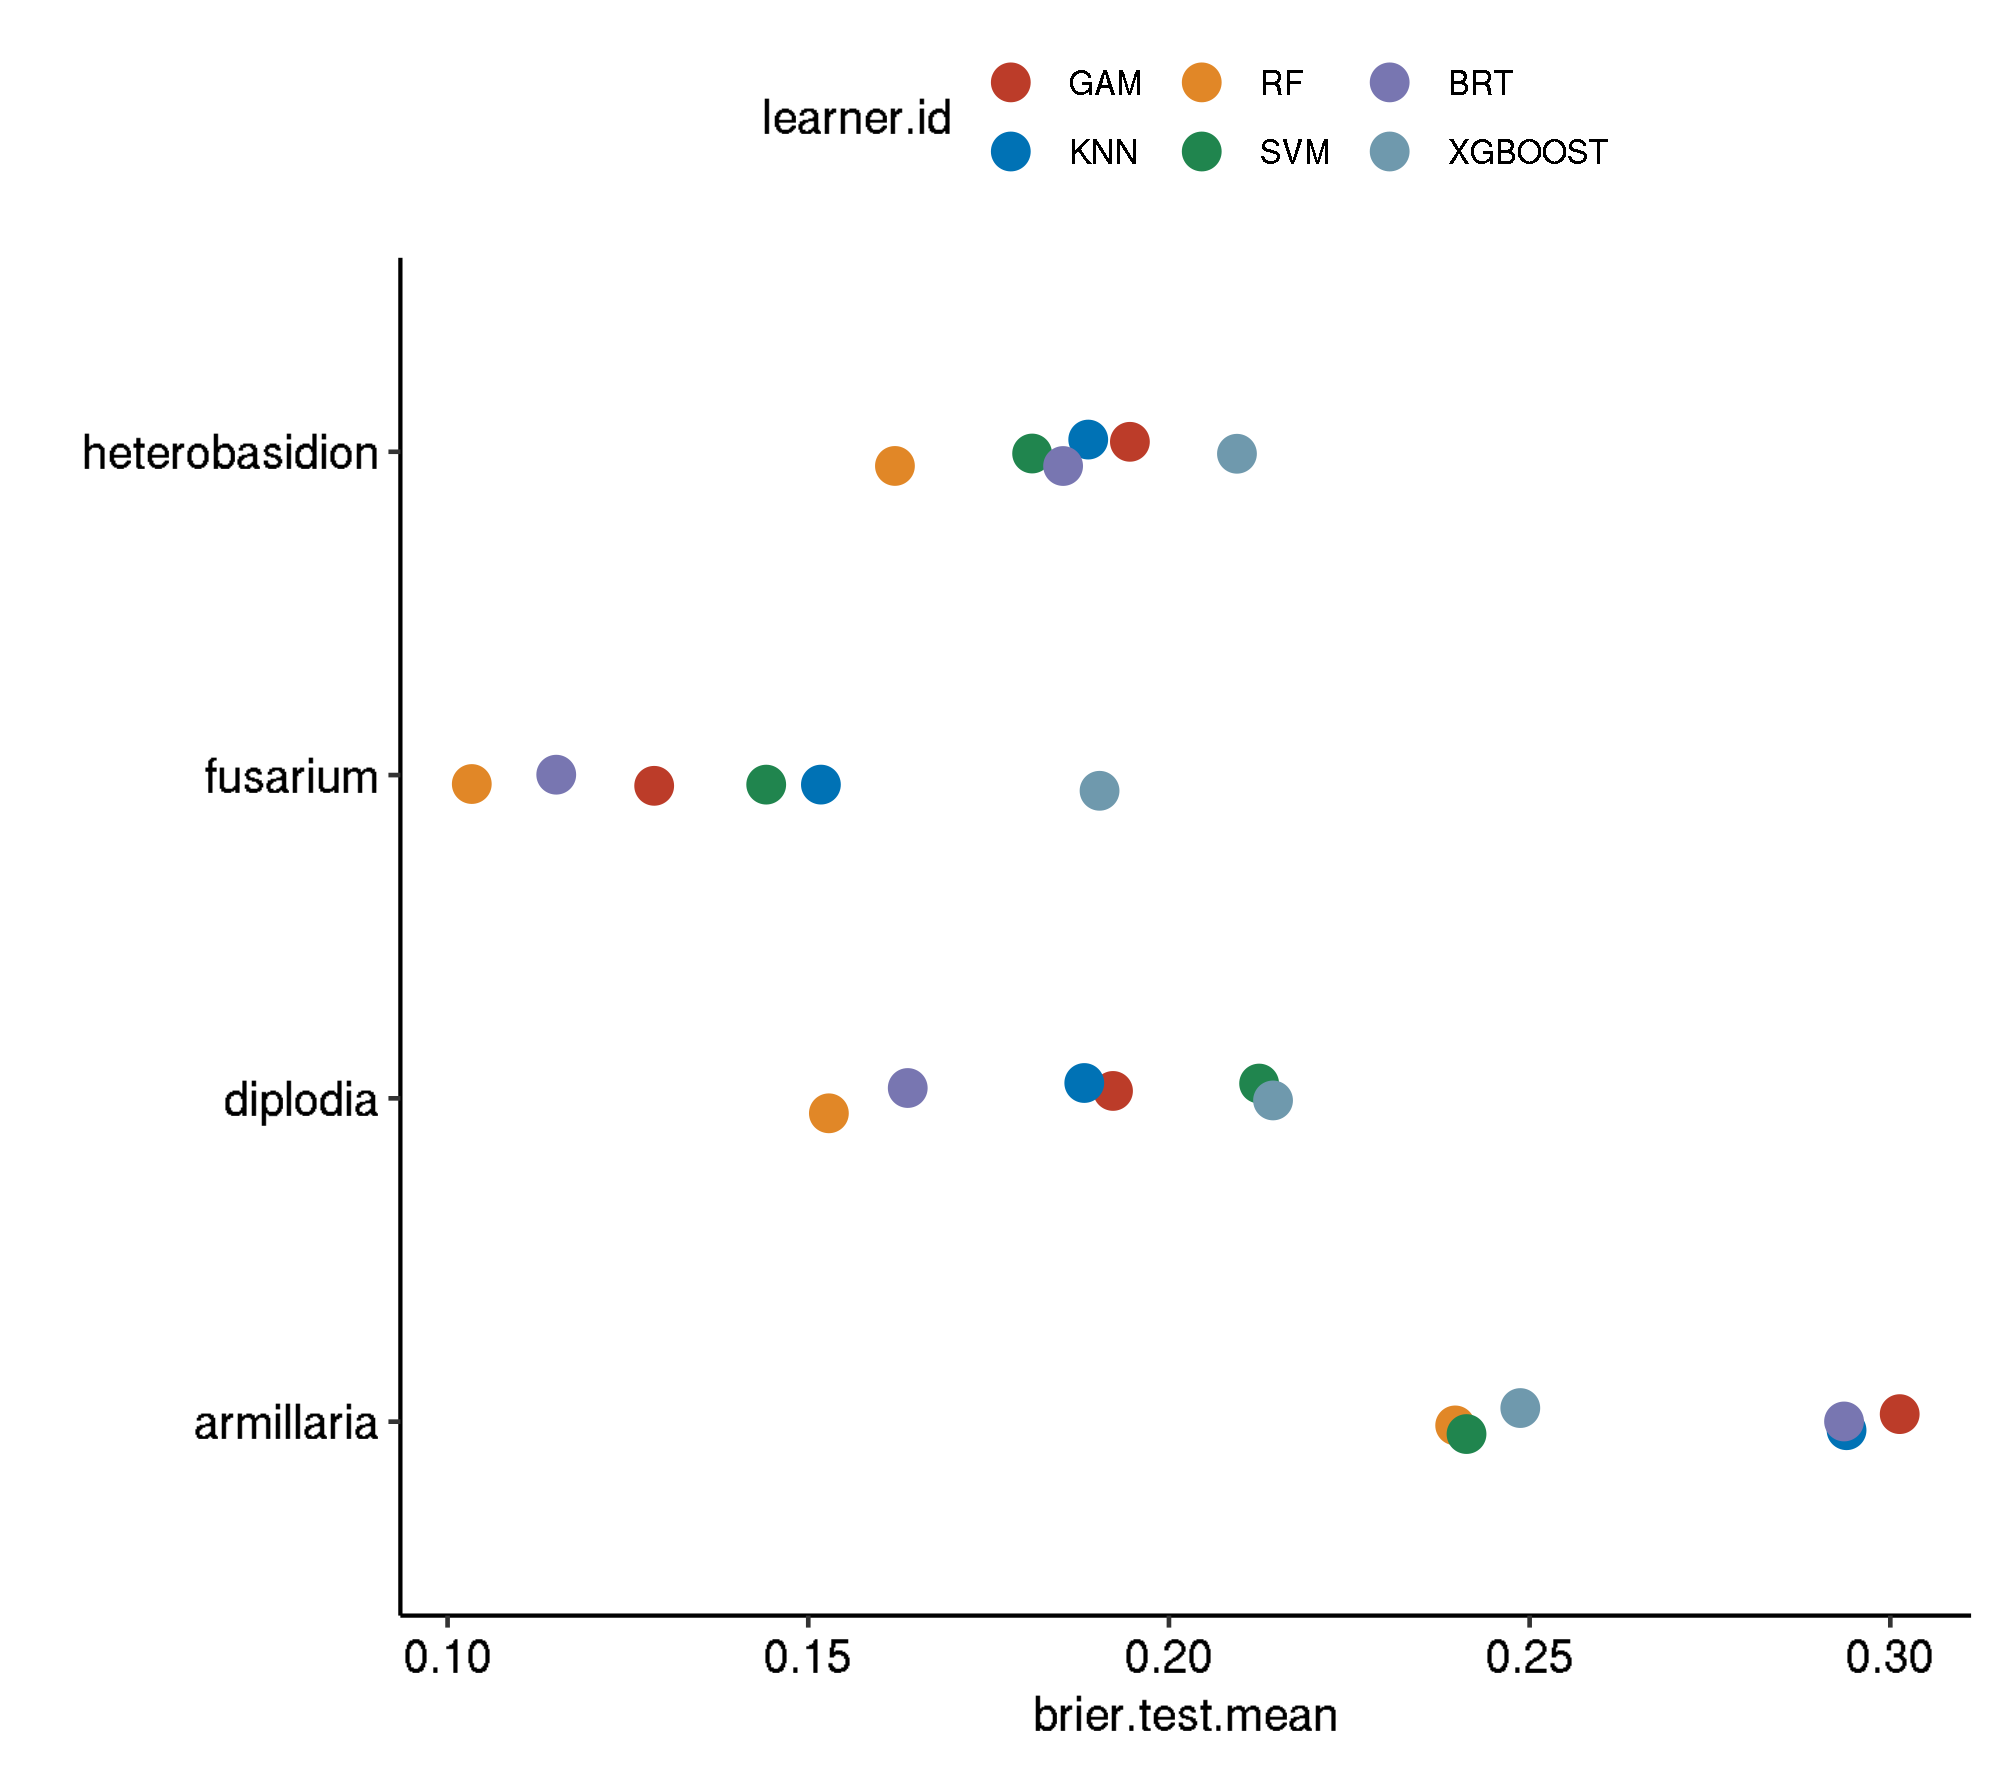 learner.id
GAM RF BRT
KNN SVM XGBOOST
heterobasidion
fusarium
diplodia
armillaria
0.10 0.15 0.20 0.25 0.30
brier.test.mean